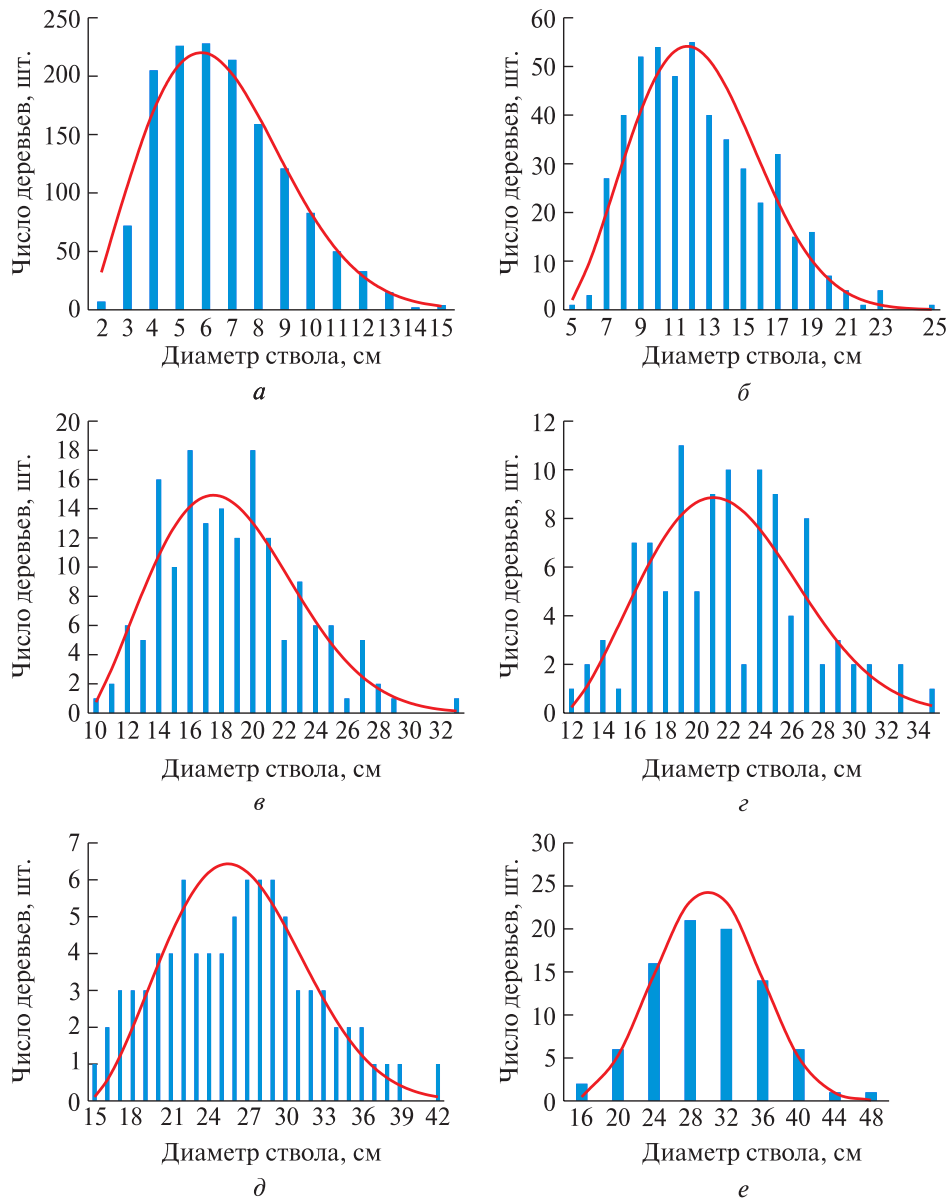 250
200
150
100
50
0
Число деревьев, шт.
2 3 4 5 6 7 8 9 10 11 12 13 14 15
Диаметр ствола, см
а
60
50
40
30
20
10
0
Число деревьев, шт.
5 7 9 11 13 15 17 19 21 23 25
Диаметр ствола, см
б
20
18
16
14
12
10
8
6
4
2
0
Число деревьев, шт.
10 12 14 16 18 20 22 24 26 28 30 32
Диаметр ствола, см
в
12
10
8
6
4
2
0
Число деревьев, шт.
12 14 16 18 20 22 24 26 28 30 32 34
Диаметр ствола, см
г
7
6
5
4
3
2
1
0
Число деревьев, шт.
15 18 21 24 27 30 33 36 39 42
Диаметр ствола, см
д
30
25
20
15
10
5
0
Число деревьев, шт.
16 20 24 28 32 36 40 44 48
Диаметр ствола, см
е